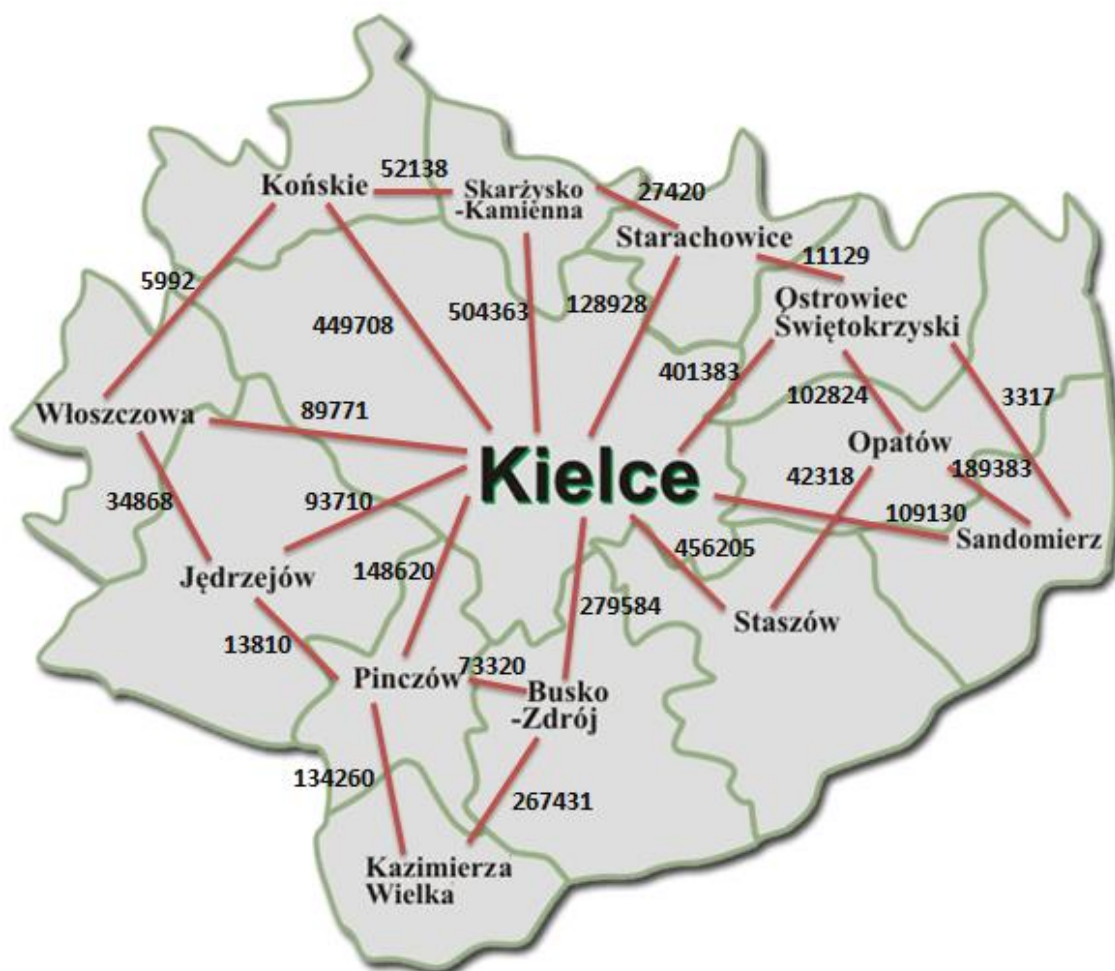 52138
Końskie
Skarżysko
-Kamienna
27420
Starachowice
11129
5992
Ostrowiec
Świętokrzyski
449708
504363
128928
401383
102824
3317
Włoszczowa
89771
Opatów
Kielce
189383
34868
93710
42318
109130
Sandomierz
456205
Jędrzejów
148620
279584
Staszów
13810
Pinczów
73320
Busko
-Zdrój
134260
267431
Kazimierza
Wielka